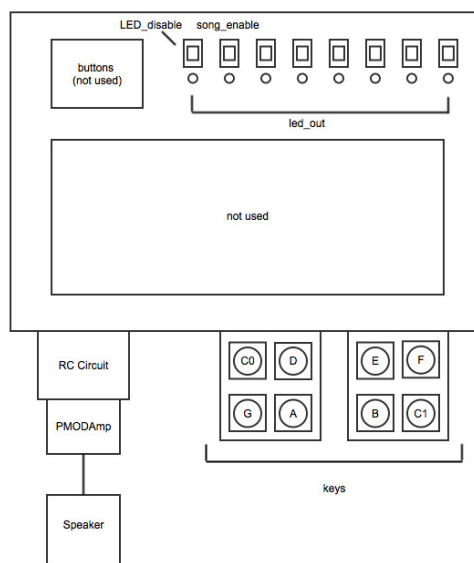 LED_disable song_enable
buttons
(not used)
led_out
not used
RC Circuit
C0 D E F
PMODAmp
G A B C1
keys
Speaker